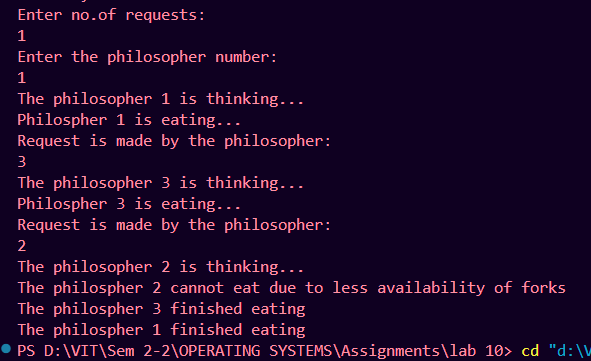 Enter no.of requests:
1
Enter the philosopher number:
1
The philosopher 1 is thinking...
Philospher 1 is eating...
Request is made by the philosopher:
3
The philosopher 3 is thinking...
Philospher 3 is eating...
Request is made by the philosopher:
2
The philosopher 2 is thinking...
The philospher 2 cannot eat due to less availability of forks
The philospher 3 finished eating
The philospher 1 finished eating
PS D:\VIT\Sem 2-2\OPERATING SYSTEMS\Assignments\lab 10> cd "d:\V